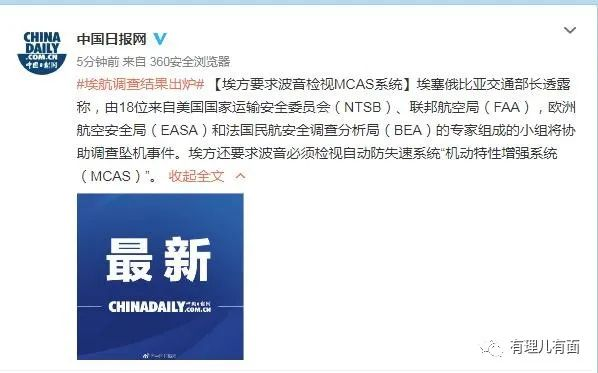 CHINA
DAILY
.COM.CN
中国日报网
中国日报网
5分钟前 来自 360安全浏览器
#埃航调查结果出炉# 【埃方要求波音检视MCAS系统】埃塞俄比亚交通部长透露
称，由18位来自美国国家运输安全委员会（NTSB）、联邦航空局（FAA），欧洲
航空安全局（EASA）和法国民航安全调查分析局（BEA）的专家组成的小组将协
助调查坠机事件。埃方还要求波音必须检视自动防失速系统“机动特性增强系统
（MCAS）”。 收起全文
最新
CHINADAILY.COM.CN 中国日报网
有理儿有面